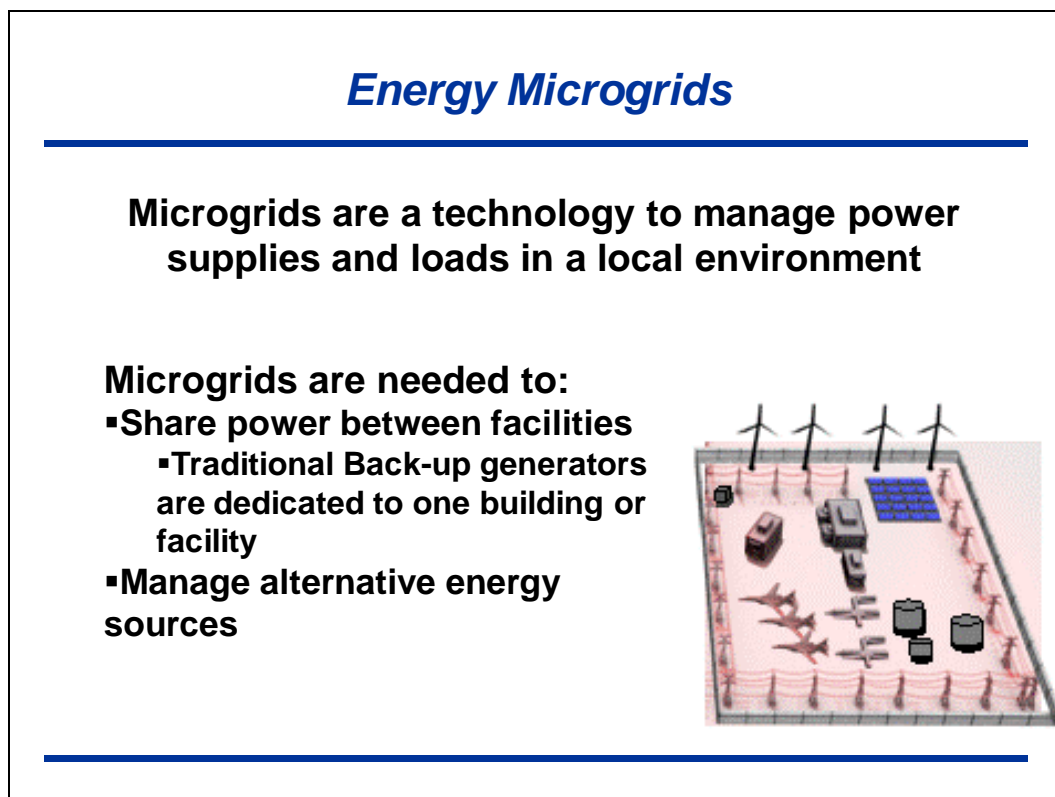 Energy Microgrids
Microgrids are a technology to manage power
supplies and loads in a local environment
Microgrids are needed to:
▪Share power between facilities
▪Traditional Back-up generators
are dedicated to one building or
facility
▪Manage alternative energy
sources